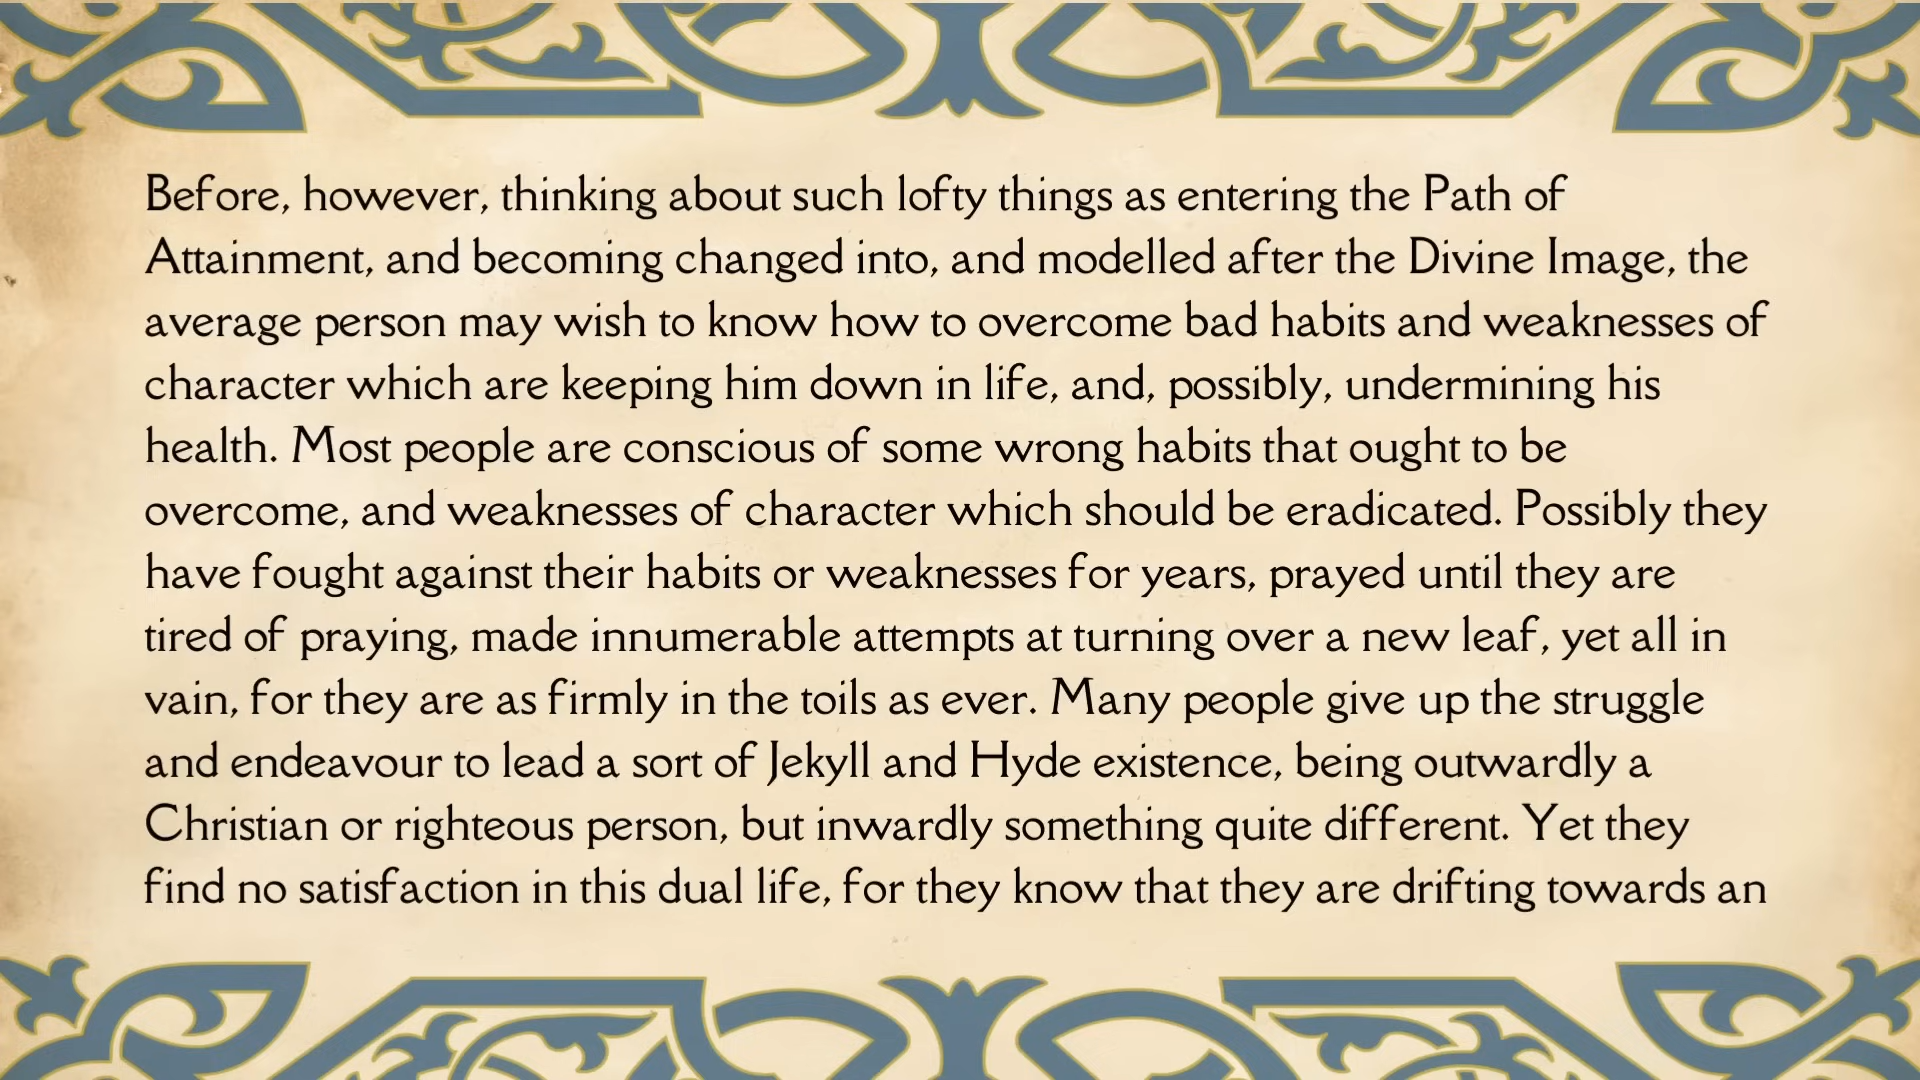 Before, however, thinking about such lofty things as entering the Path of
Attainment, and becoming changed into, and modelled after the Divine Image, the
average person may wish to know how to overcome bad habits and weaknesses of
character which are keeping him down in life, and, possibly, undermining his
health. Most people are conscious of some wrong habits that ought to be
overcome, and weaknesses of character which should be eradicated. Possibly they
have fought against their habits or weaknesses for years, prayed until they are
tired of praying, made innumerable attempts at turning over a new leaf, yet all in
vain, for they are as firmly in the toils as ever. Many people give up the struggle
and endeavour to lead a sort of Jekyll and Hyde existence, being outwardly a
Christian or righteous person, but inwardly something quite different. Yet they
find no satisfaction in this dual life, for they know that they are drifting towards an